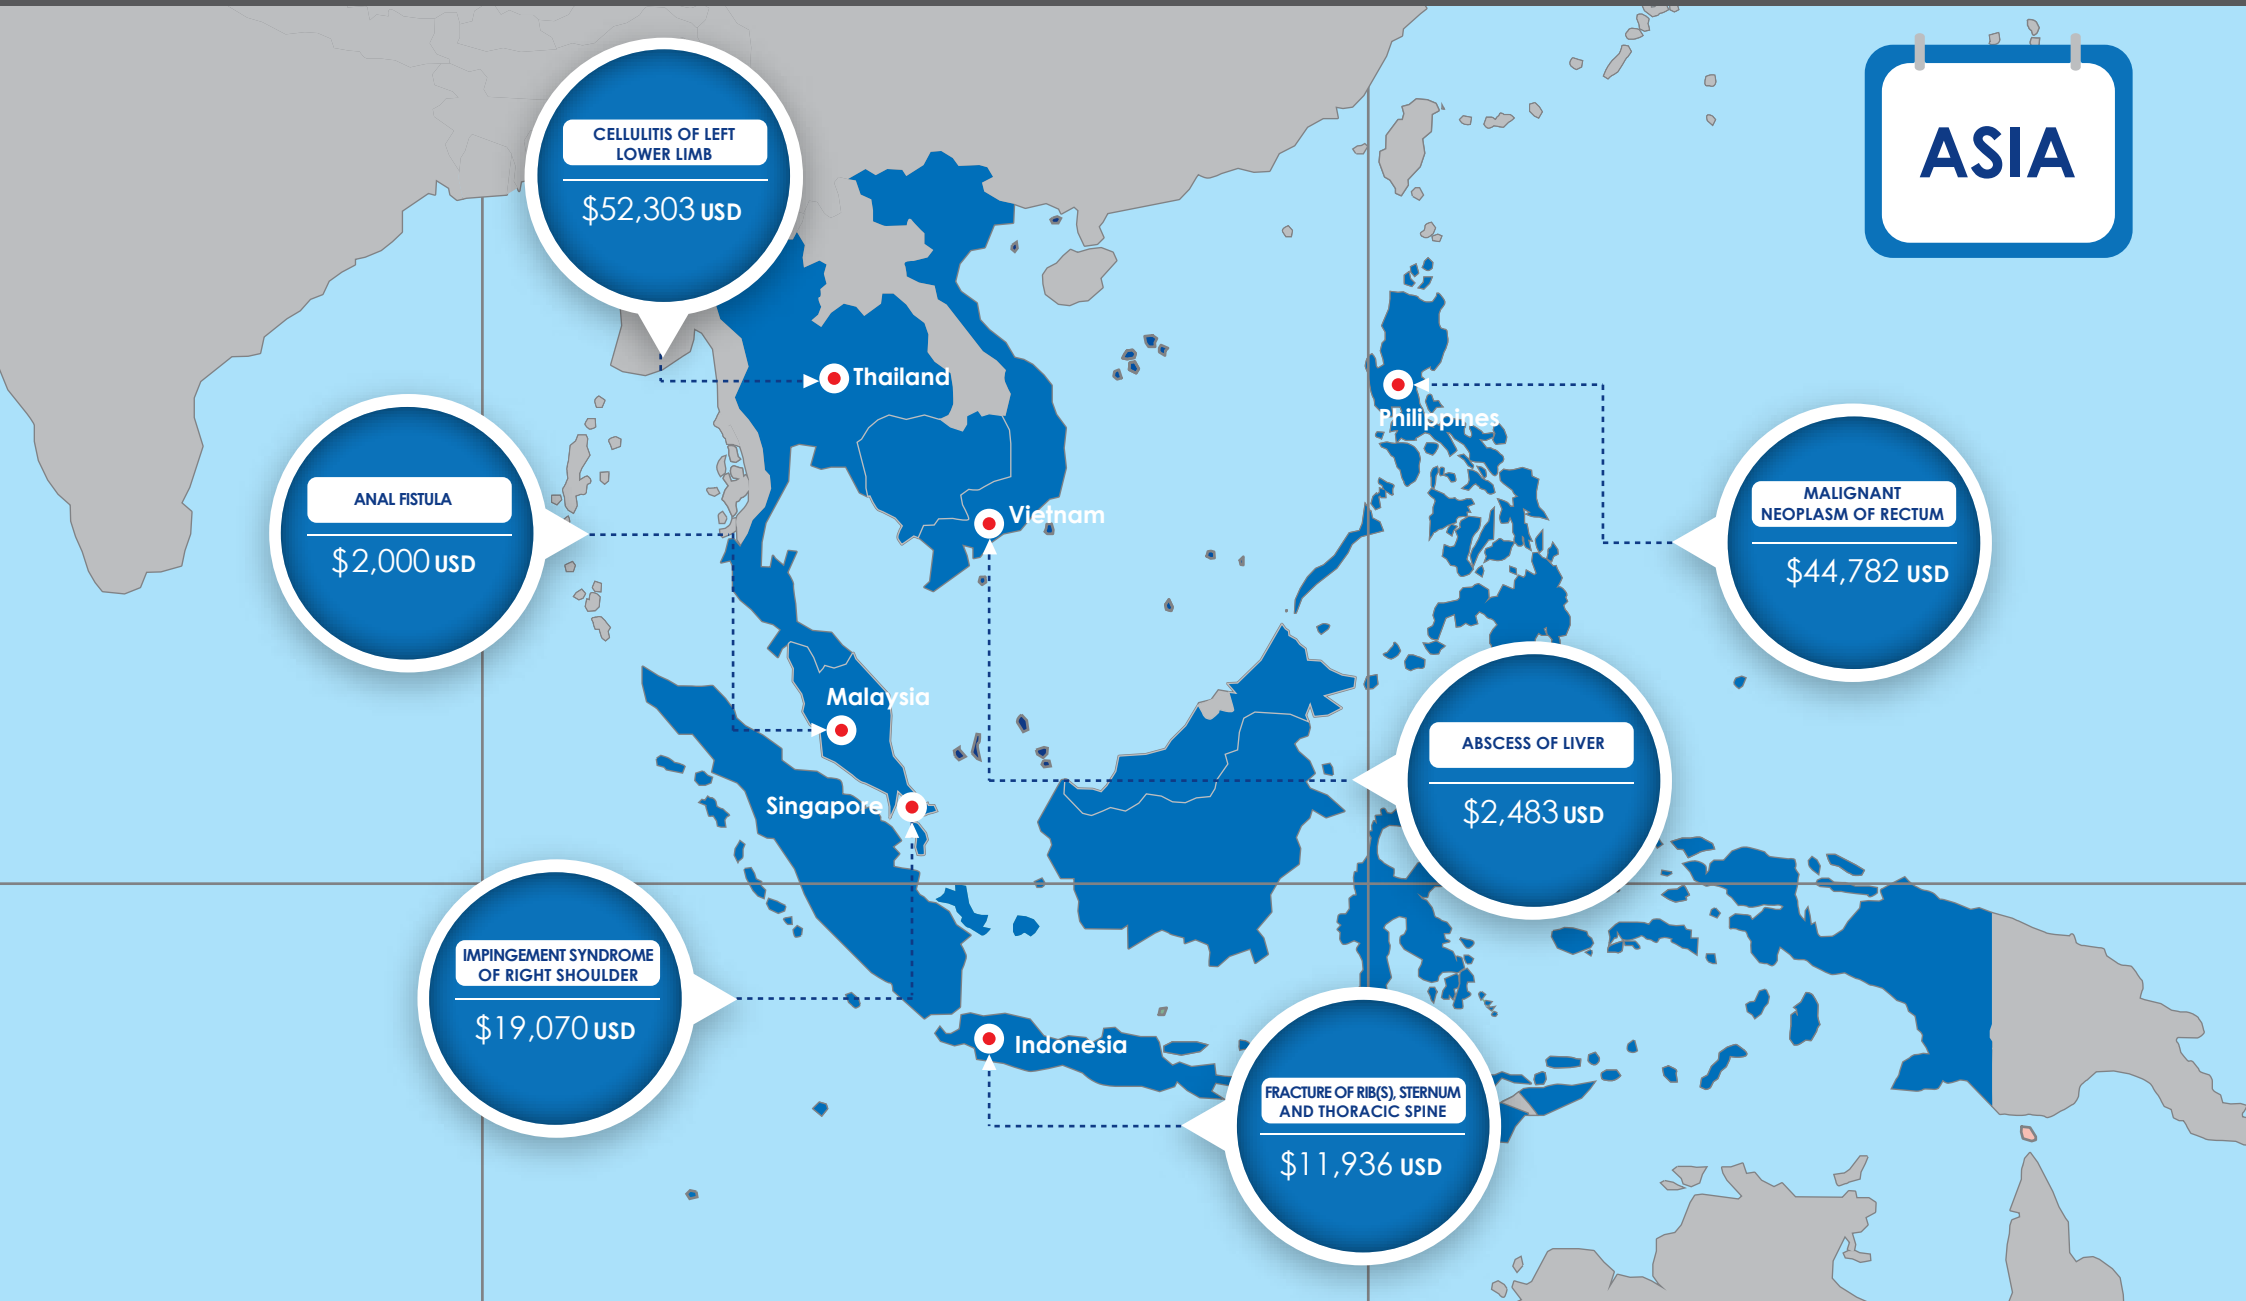 ASIA
CELLULITIS OF LEFT
LOWER LIMB
$52,303 USD
Thailand
Philippines
ANAL FISTULA
$2,000 USD
MALIGNANT
NEOPLASM OF RECTUM
$44,782 USD
Vietnam
Malaysia
ABSCESS OF LIVER
$2,483 USD
Singapore
IMPINGEMENT SYNDROME
OF RIGHT SHOULDER
$19,070 USD
Indonesia
FRACTURE OF RIB(S), STERNUM
AND THORACIC SPINE
$11,936 USD